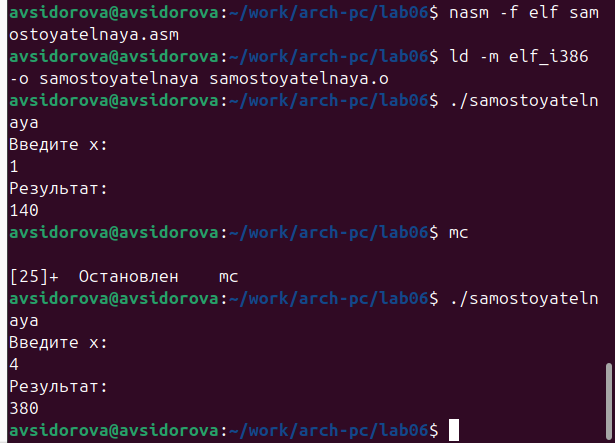 avsidorova@avsidorova:~/work/arch-pc/lab06$ nasm -f elf sam
ostoyatelnaya.asm
avsidorova@avsidorova:~/work/arch-pc/lab06$ ld -m elf_i386
-o samostoyatelnaya samostoyatelnaya.o
avsidorova@avsidorova:~/work/arch-pc/lab06$ ./samostoyateln
aya
Введите x:
1
Результат:
140
avsidorova@avsidorova:~/work/arch-pc/lab06$ mc
[25]+  Остановлен    mc
avsidorova@avsidorova:~/work/arch-pc/lab06$ ./samostoyateln
aya
Введите x:
4
Результат:
380
avsidorova@avsidorova:~/work/arch-pc/lab06$